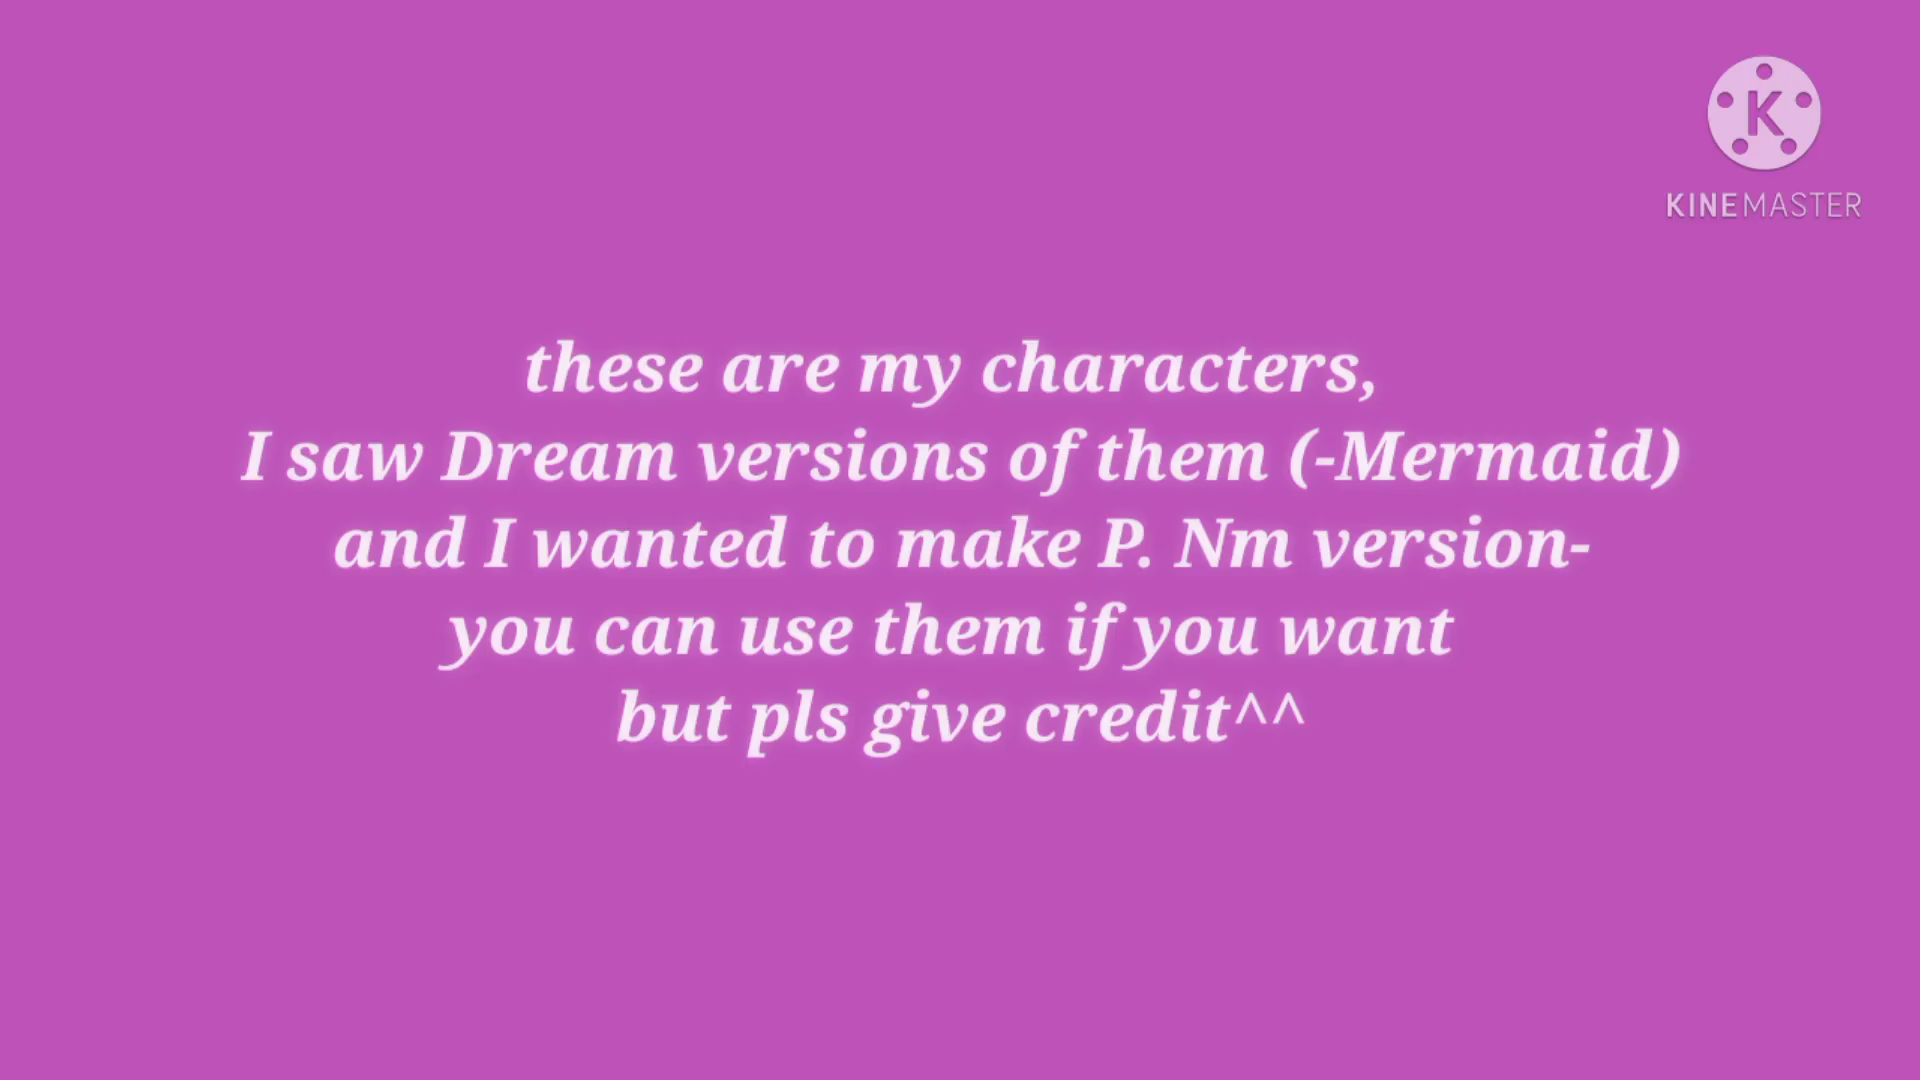 K
KINEMASTER
these are my characters,
I saw Dream versions of them (-Mermaid)
and I wanted to make P. Nm version-
you can use them if you want
but pls give credit^^